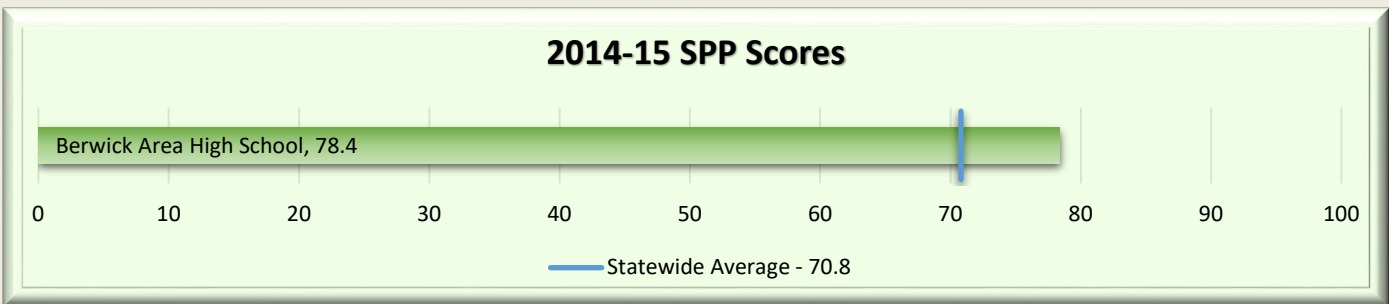 2014-15 SPP Scores
Berwick Area High School, 78.4
0 10 20 30 40 50 60 70 80 90 100
Statewide Average - 70.8